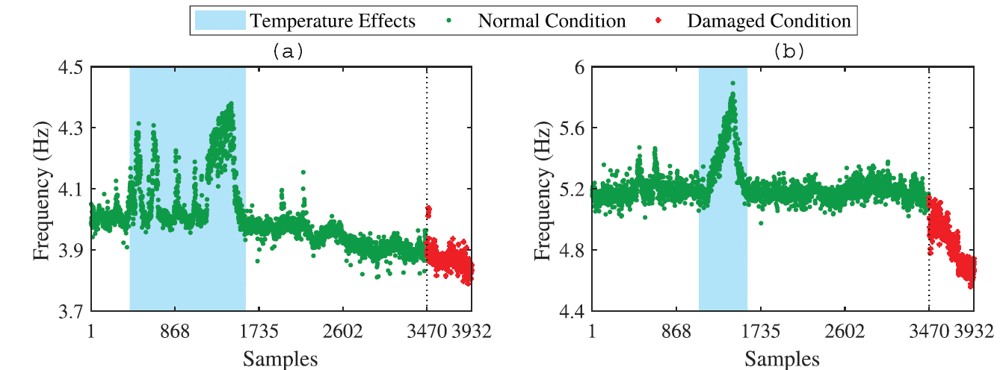 Temperature Effects Normal Condition Damaged Condition
(a)
4.5
4.3
4.1
3.9
3.7
Frequency (Hz)
1 868 1735 2602 3470 3932
Samples
(b)
6
5.6
5.2
4.8
4.4
Frequency (Hz)
1 868 1735 2602 3470 3932
Samples